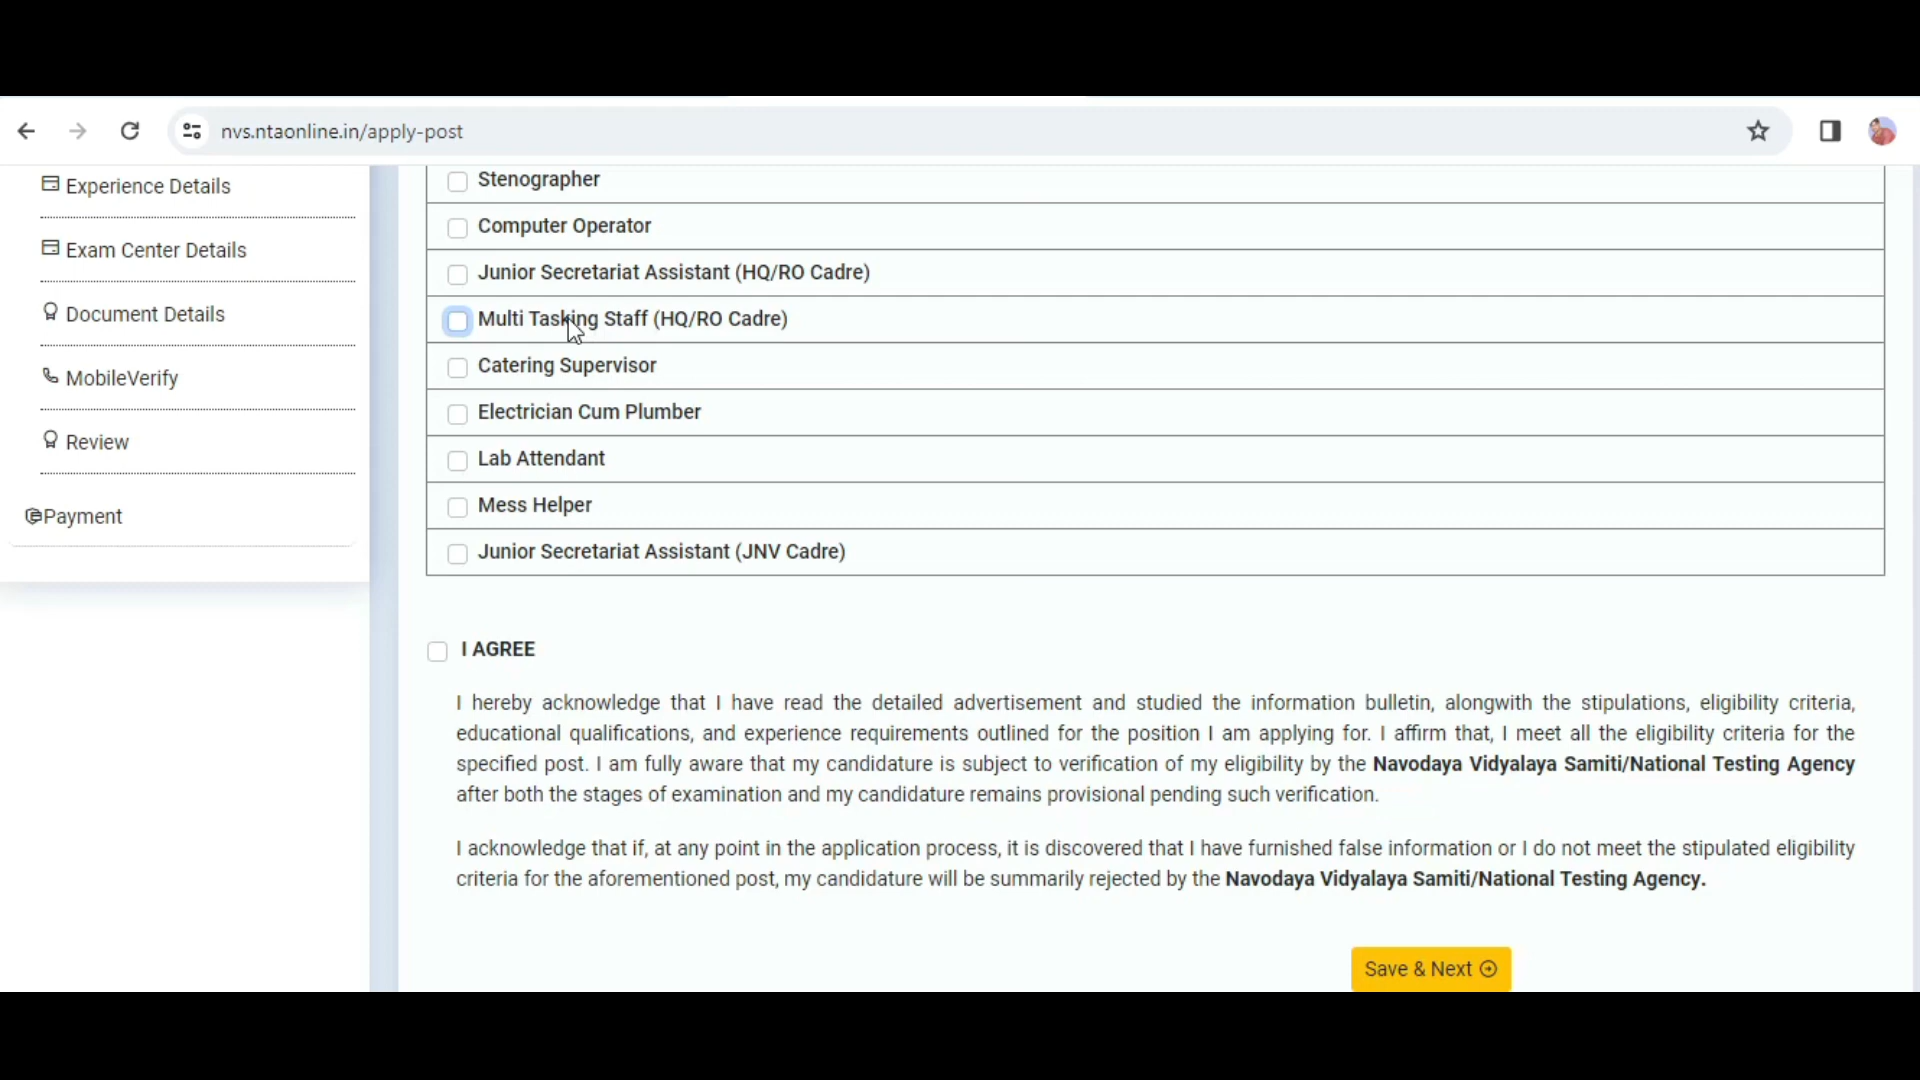 nvs.ntaonline.in/apply-post
Experience Details
Exam Center Details
Document Details
MobileVerify
Review
Payment
Stenographer
Computer Operator
Junior Secretariat Assistant (HQ/RO Cadre)
Multi Tasking Staff (HQ/RO Cadre)
Catering Supervisor
Electrician Cum Plumber
Lab Attendant
Mess Helper
Junior Secretariat Assistant (JNV Cadre)
I AGREE
I hereby acknowledge that I have read the detailed advertisement and studied the information bulletin, alongwith the stipulations, eligibility criteria,
educational qualifications, and experience requirements outlined for the position I am applying for. I affirm that, I meet all the eligibility criteria for the
specified post. I am fully aware that my candidature is subject to verification of my eligibility by the Navodaya Vidyalaya Samiti/National Testing Agency
after both the stages of examination and my candidature remains provisional pending such verification.
I acknowledge that if, at any point in the application process, it is discovered that I have furnished false information or I do not meet the stipulated eligibility
criteria for the aforementioned post, my candidature will be summarily rejected by the Navodaya Vidyalaya Samiti/National Testing Agency.
Save & Next